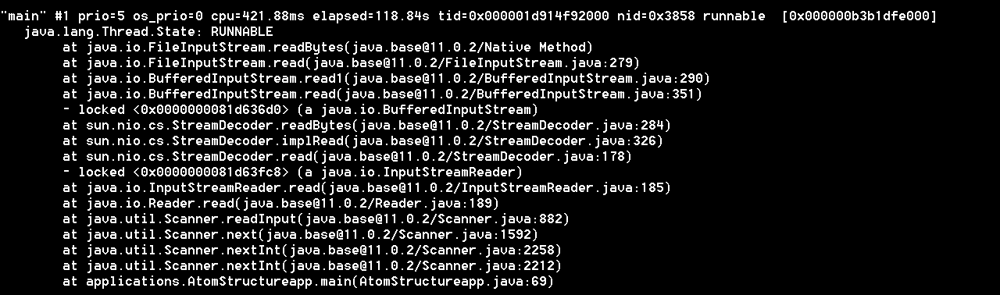 "main" #1 prio=5 os_prio=0 cpu=421.88ms elapsed=118.84s tid=0x000001d914f92000 nid=0x3858 runnable  [0x000000b3b1dfe000]
java.lang.Thread.State: RUNNABLE
at java.io.FileInputStream.readBytes(java.base@11.0.2/Native Method)
at java.io.FileInputStream.read(java.base@11.0.2/FileInputStream.java:279)
at java.io.BufferedInputStream.read1(java.base@11.0.2/BufferedInputStream.java:290)
at java.io.BufferedInputStream.read(java.base@11.0.2/BufferedInputStream.java:351)
- locked <0x0000000081d636d0> (a java.io.BufferedInputStream)
at sun.nio.cs.StreamDecoder.readBytes(java.base@11.0.2/StreamDecoder.java:284)
at sun.nio.cs.StreamDecoder.implRead(java.base@11.0.2/StreamDecoder.java:326)
at sun.nio.cs.StreamDecoder.read(java.base@11.0.2/StreamDecoder.java:178)
- locked <0x0000000081d63fc8> (a java.io.InputStreamReader)
at java.io.InputStreamReader.read(java.base@11.0.2/InputStreamReader.java:185)
at java.io.Reader.read(java.base@11.0.2/Reader.java:189)
at java.util.Scanner.readInput(java.base@11.0.2/Scanner.java:882)
at java.util.Scanner.next(java.base@11.0.2/Scanner.java:1592)
at java.util.Scanner.nextInt(java.base@11.0.2/Scanner.java:2258)
at java.util.Scanner.nextInt(java.base@11.0.2/Scanner.java:2212)
at applications.AtomStructureapp.main(AtomStructureapp.java:69)